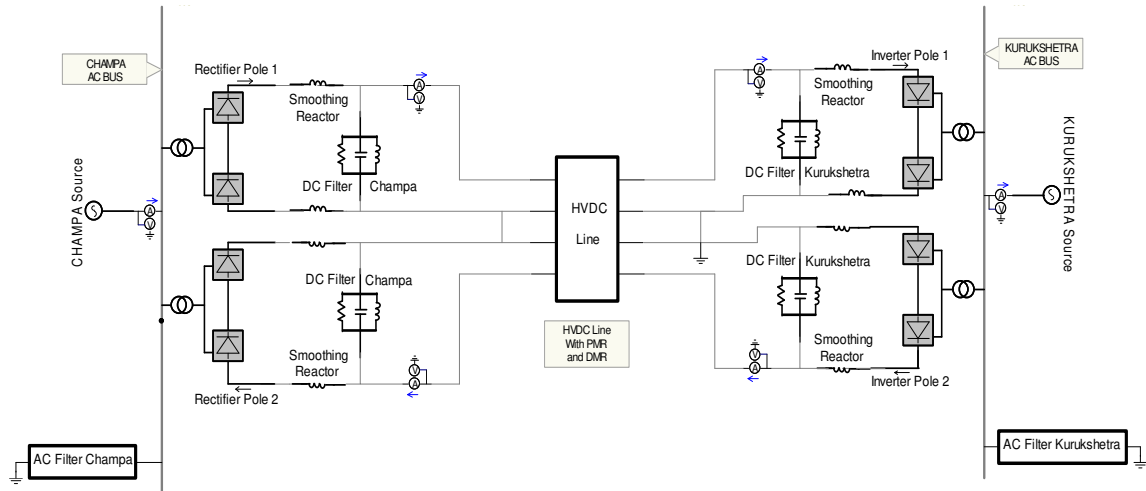 CHAMPA
AC BUS
Rectifier Pole 1
Smoothing
Reactor
A
V
DC Filter Champa
CHAMPA Source
A
V
DC Filter Champa
Smoothing
Reactor
V
A
Rectifier Pole 2
AC Filter Champa
HVDC
Line
HVDC Line
With PMR
and DMR
KURUKSHETRA
AC BUS
Inverter Pole 1
A
V
Smoothing
Reactor
DC Filter Kurukshetra
KURUKSHETRA Source
A
V
DC Filter Kurukshetra
Smoothing
Reactor
V
A
Inverter Pole 2
AC Filter Kurukshetra